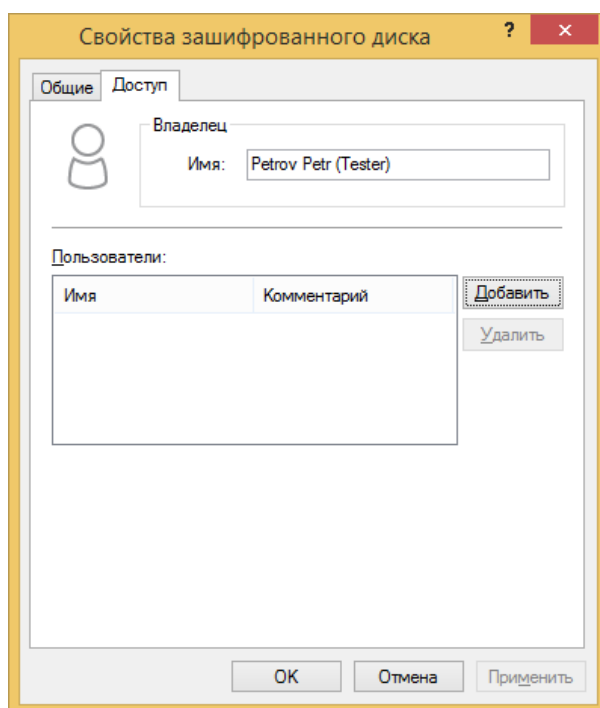 Свойства зашифрованного диска ? ×
Общие Доступ
Владелец
Имя: Petrov Petr (Tester)
Пользователи:
Имя Комментарий Добавить
Удалить
OK Отмена Применить